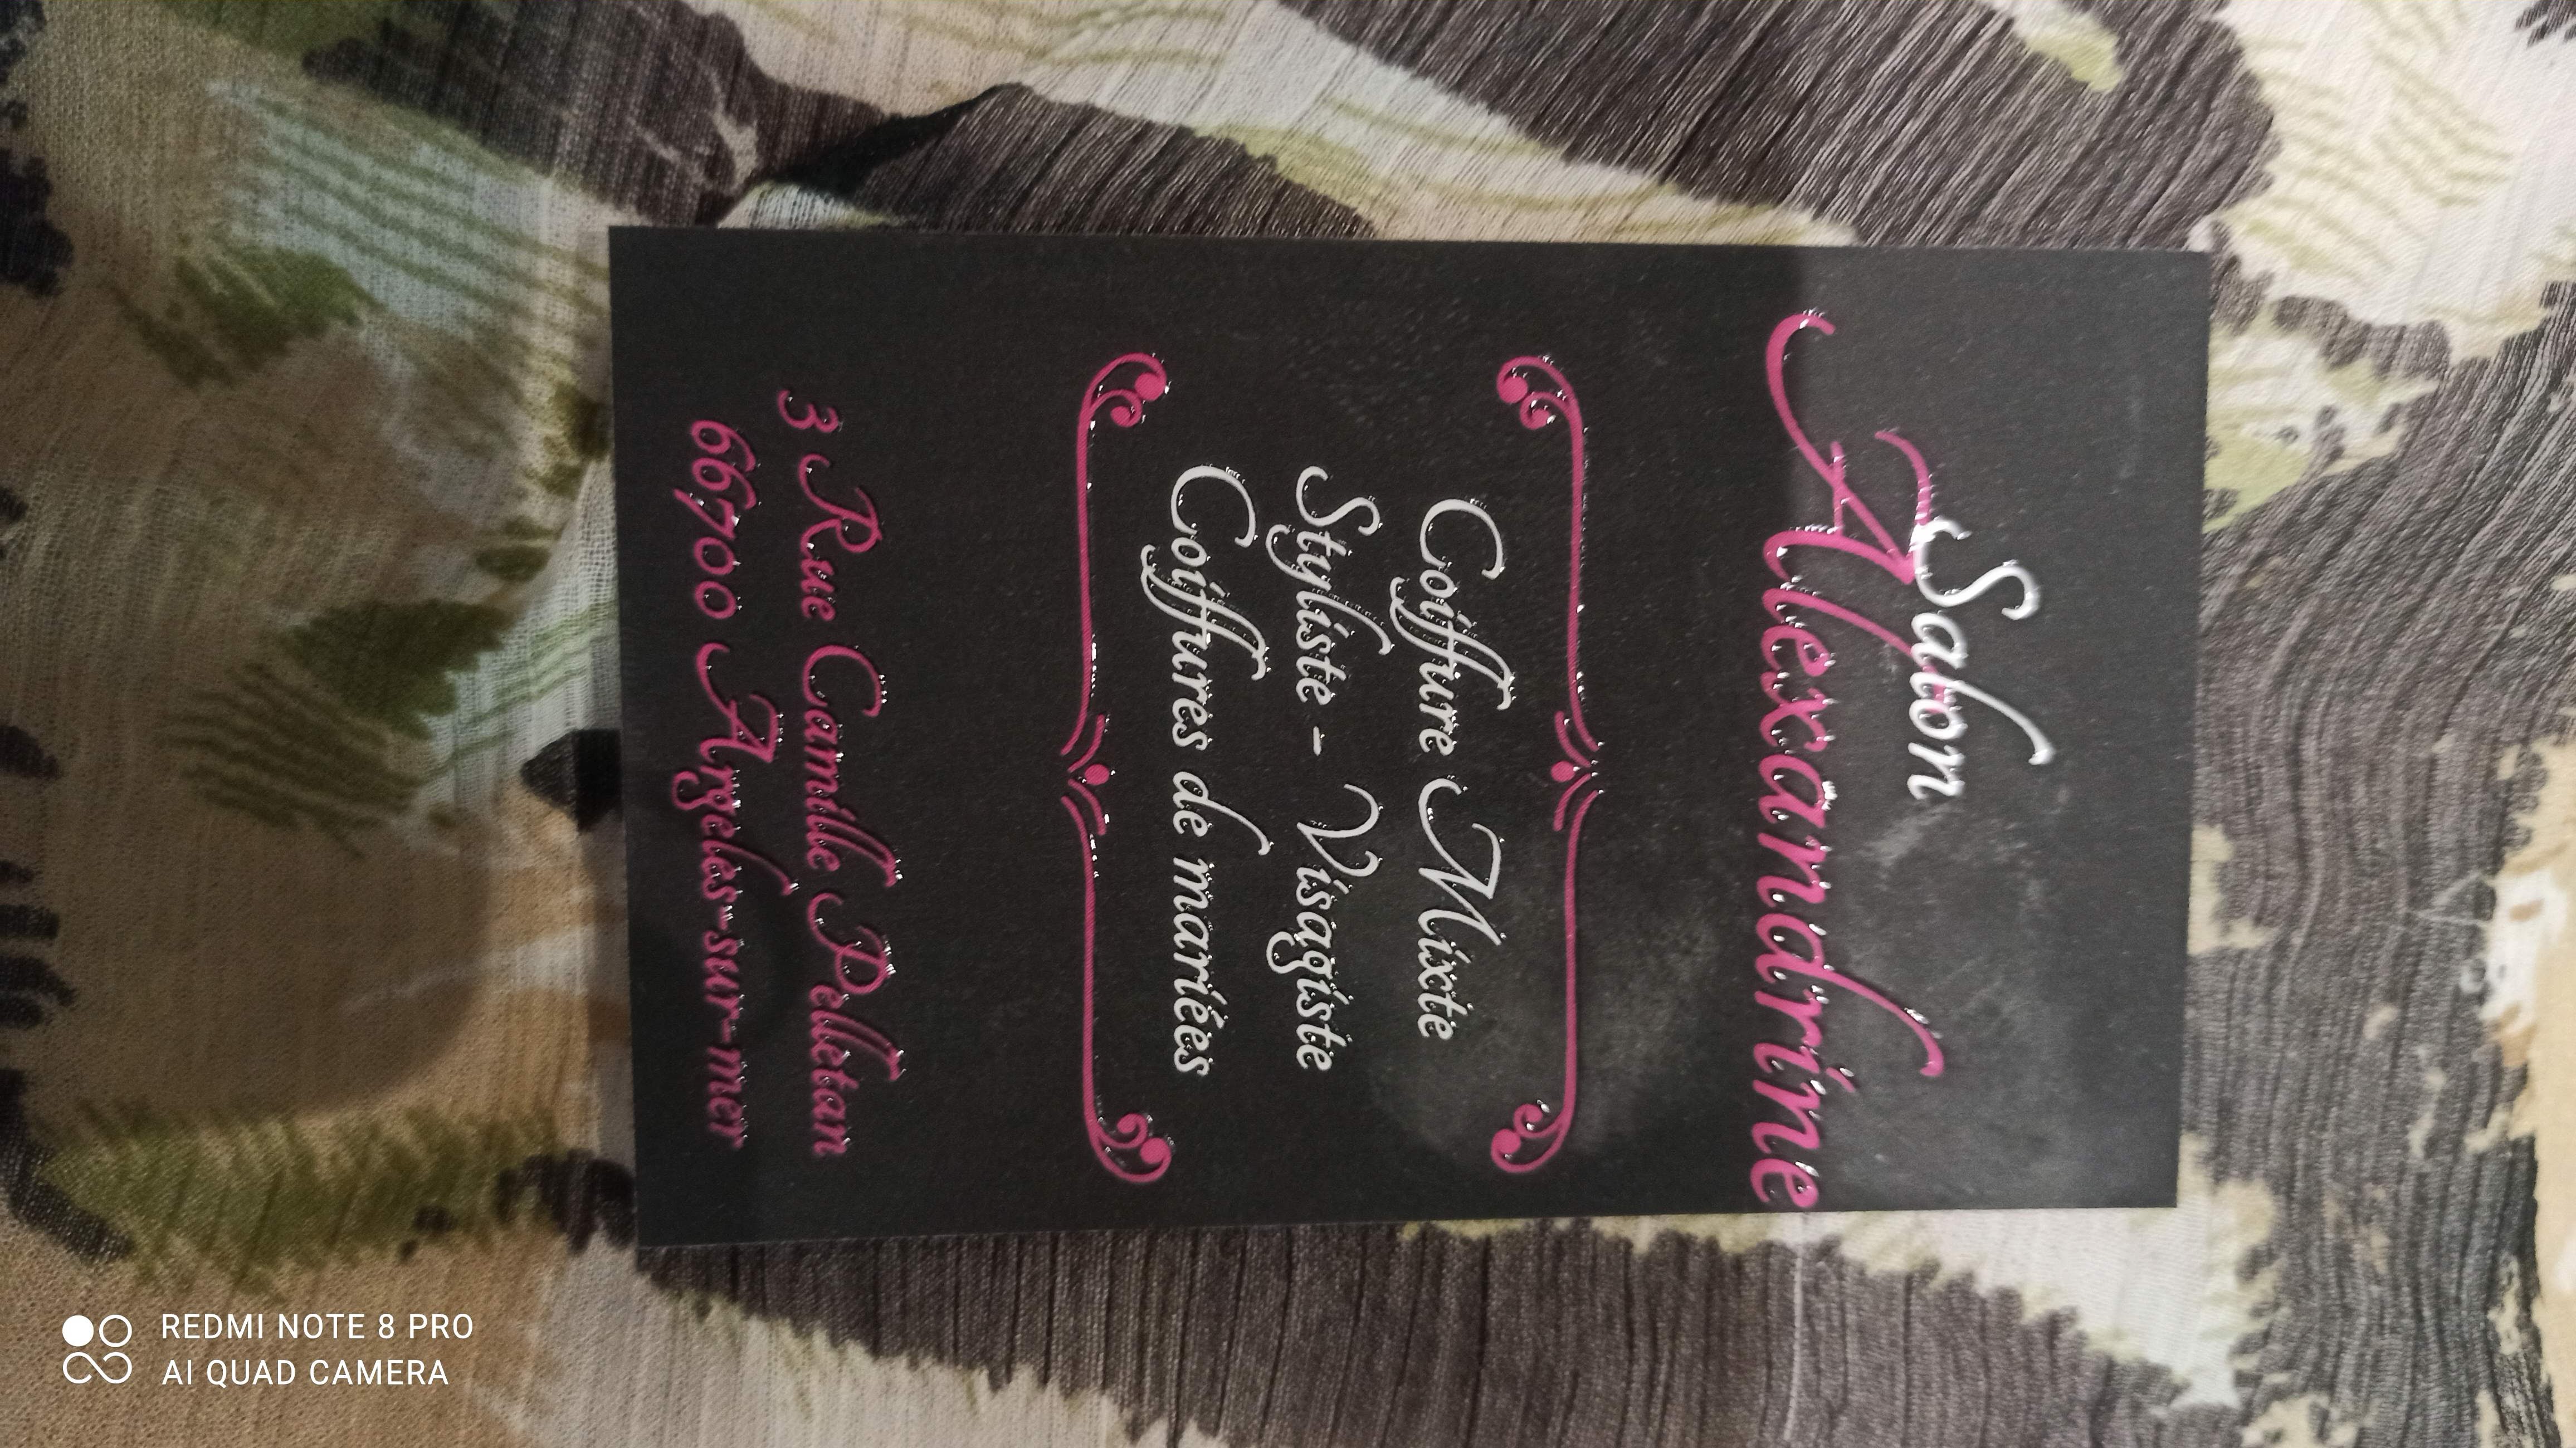 Salon
Alexandrine
Coiffure Mixte
Styliste - Visagiste
Coiffures de mariées
3 Rue Camille Pelletan
66700 Argelès-sur-mer
REDMI NOTE 8 PRO
AI QUAD CAMERA